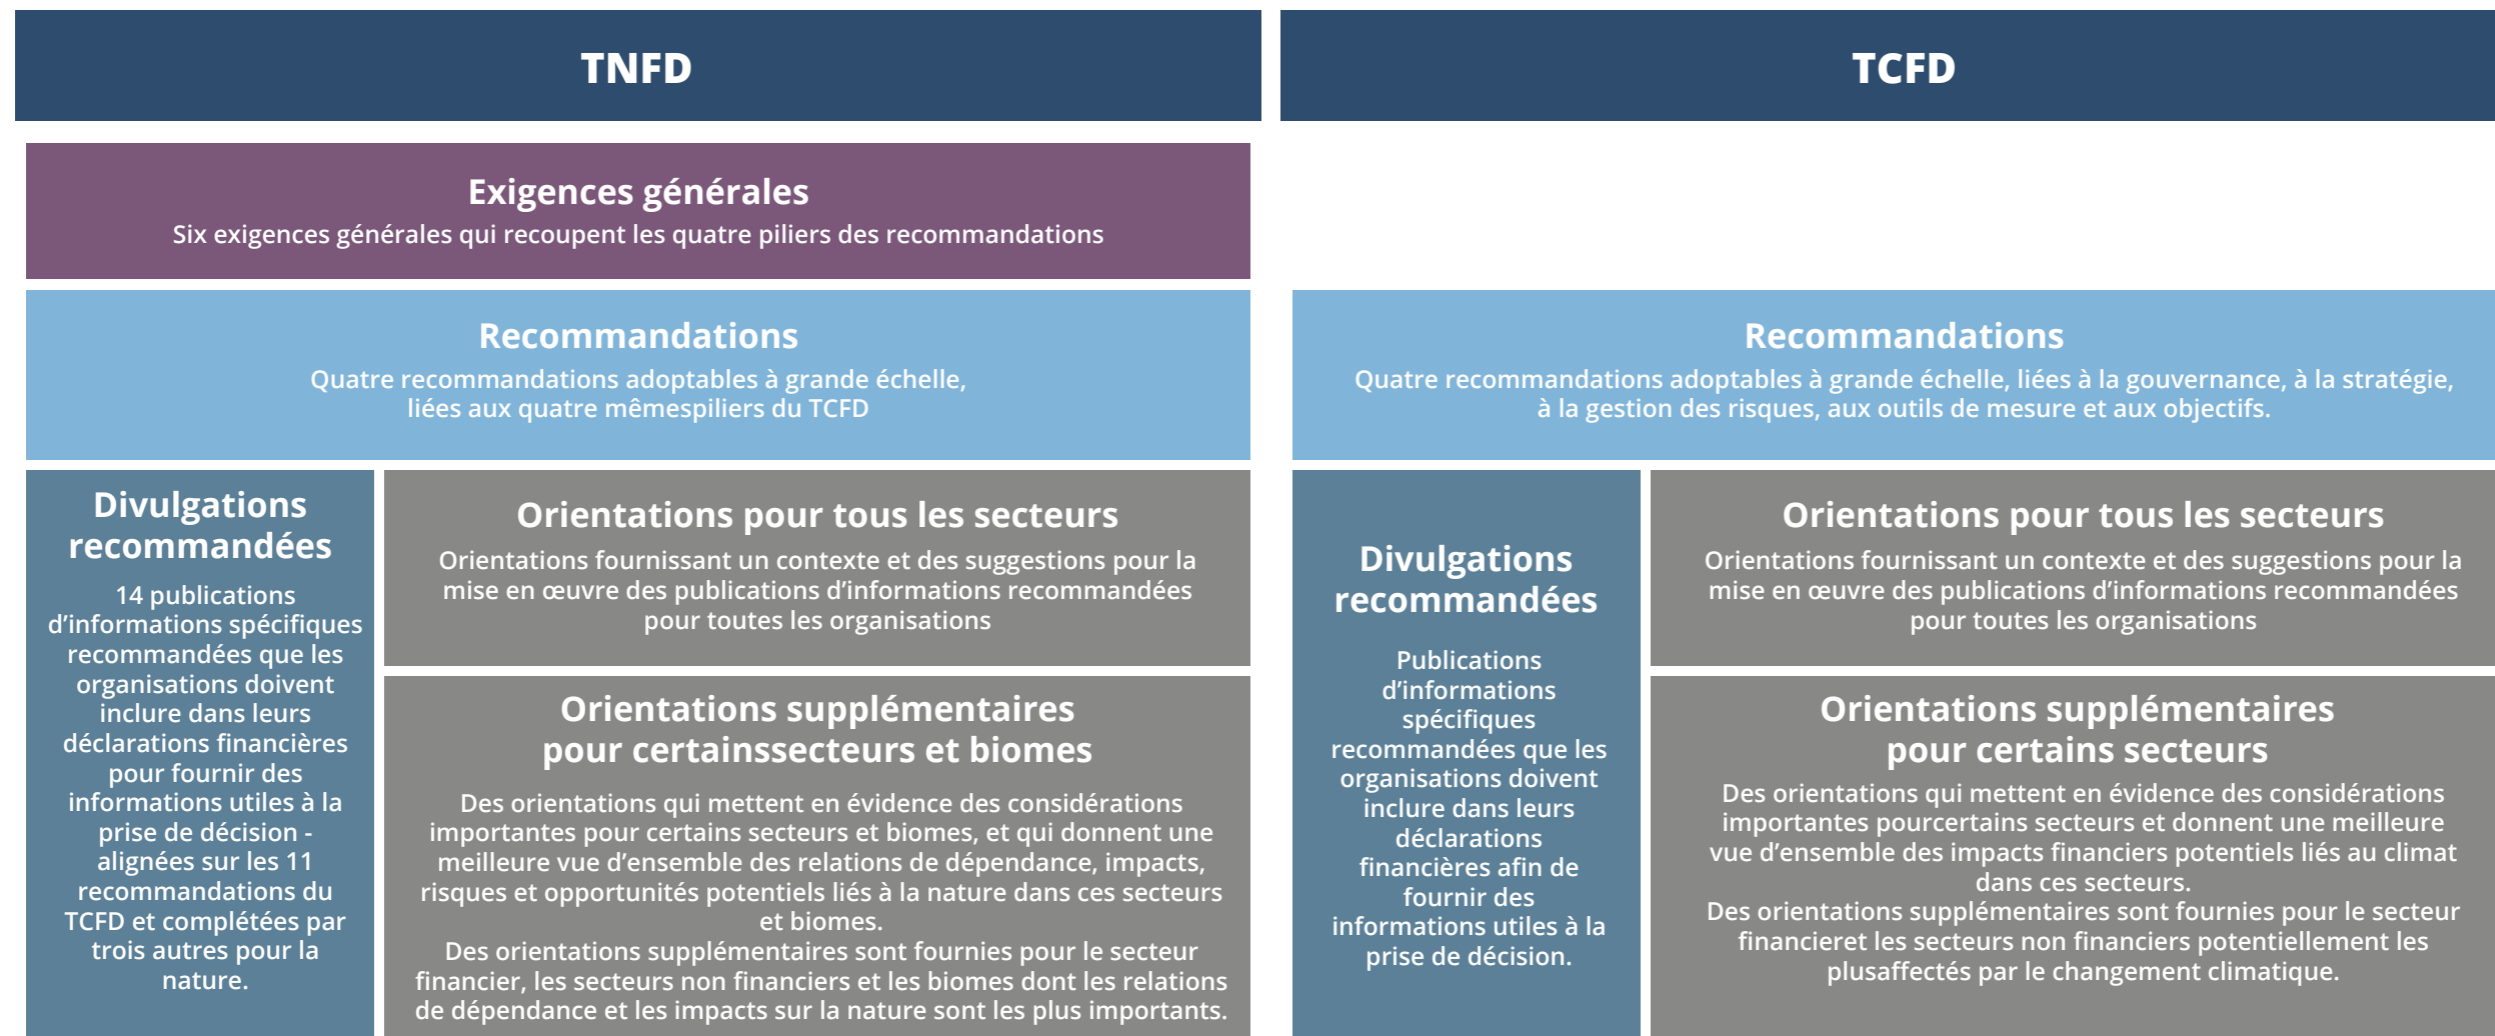 TNFD
Exigences générales
Six exigences générales qui recoupent les quatre piliers des recommandations
Recommandations
Quatre recommandations adoptables à grande échelle,
liées aux quatre mêmespiliers du TCFD
Divulgations
recommandées
14 publications
d’informations spécifiques
recommandées que les
organisations doivent
inclure dans leurs
déclarations financières
pour fournir des
informations utiles à la
prise de décision -
alignées sur les 11
recommandations du
TCFD et complétées par
trois autres pour la
nature.
Orientations pour tous les secteurs
Orientations fournissant un contexte et des suggestions pour la
mise en œuvre des publications d’informations recommandées
pour toutes les organisations
Orientations supplémentaires
pour certainssecteurs et biomes
Des orientations qui mettent en évidence des considérations
importantes pour certains secteurs et biomes, et qui donnent une
meilleure vue d’ensemble des relations de dépendance, impacts,
risques et opportunités potentiels liés à la nature dans ces secteurs
et biomes.
Des orientations supplémentaires sont fournies pour le secteur
financier, les secteurs non financiers et les biomes dont les relations
de dépendance et les impacts sur la nature sont les plus importants.
TCFD
Recommandations
Quatre recommandations adoptables à grande échelle, liées à la gouvernance, à la stratégie,
à la gestion des risques, aux outils de mesure et aux objectifs.
Divulgations
recommandées
Publications
d’informations
spécifiques
recommandées que les
organisations doivent
inclure dans leurs
déclarations
financières afin de
fournir des
informations utiles à la
prise de décision.
Orientations pour tous les secteurs
Orientations fournissant un contexte et des suggestions pour la
mise en œuvre des publications d’informations recommandées
pour toutes les organisations
Orientations supplémentaires
pour certains secteurs
Des orientations qui mettent en évidence des considérations
importantes pourcertains secteurs et donnent une meilleure
vue d’ensemble des impacts financiers potentiels liés au climat
dans ces secteurs.
Des orientations supplémentaires sont fournies pour le secteur
financieret les secteurs non financiers potentiellement les
plusaffectés par le changement climatique.